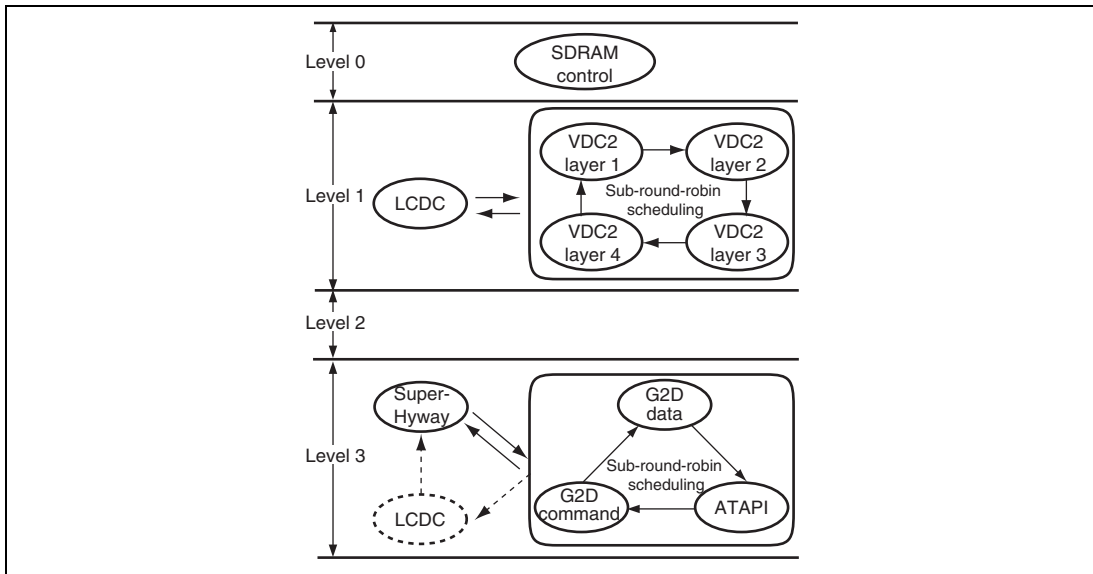 Level 0
SDRAM
control
Level 1
LCDC
VDC2
layer 1
VDC2
layer 2
Sub-round-robin
scheduling
VDC2
layer 4
VDC2
layer 3
Level 2
Level 3
Super-
Hyway
LCDC
G2D
data
Sub-round-robin
scheduling
G2D
command
ATAPI